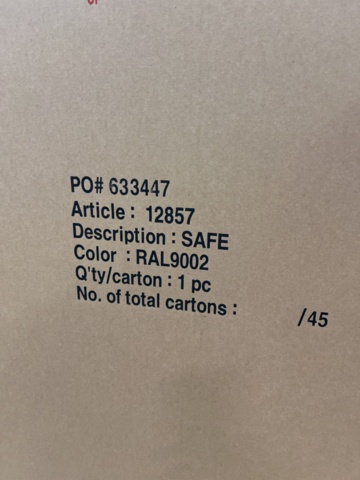 PO# 633447
Article : 12857
Description : SAFE
Color : RAL9002
Q'ty/carton : 1 pc
No. of total cartons : /45